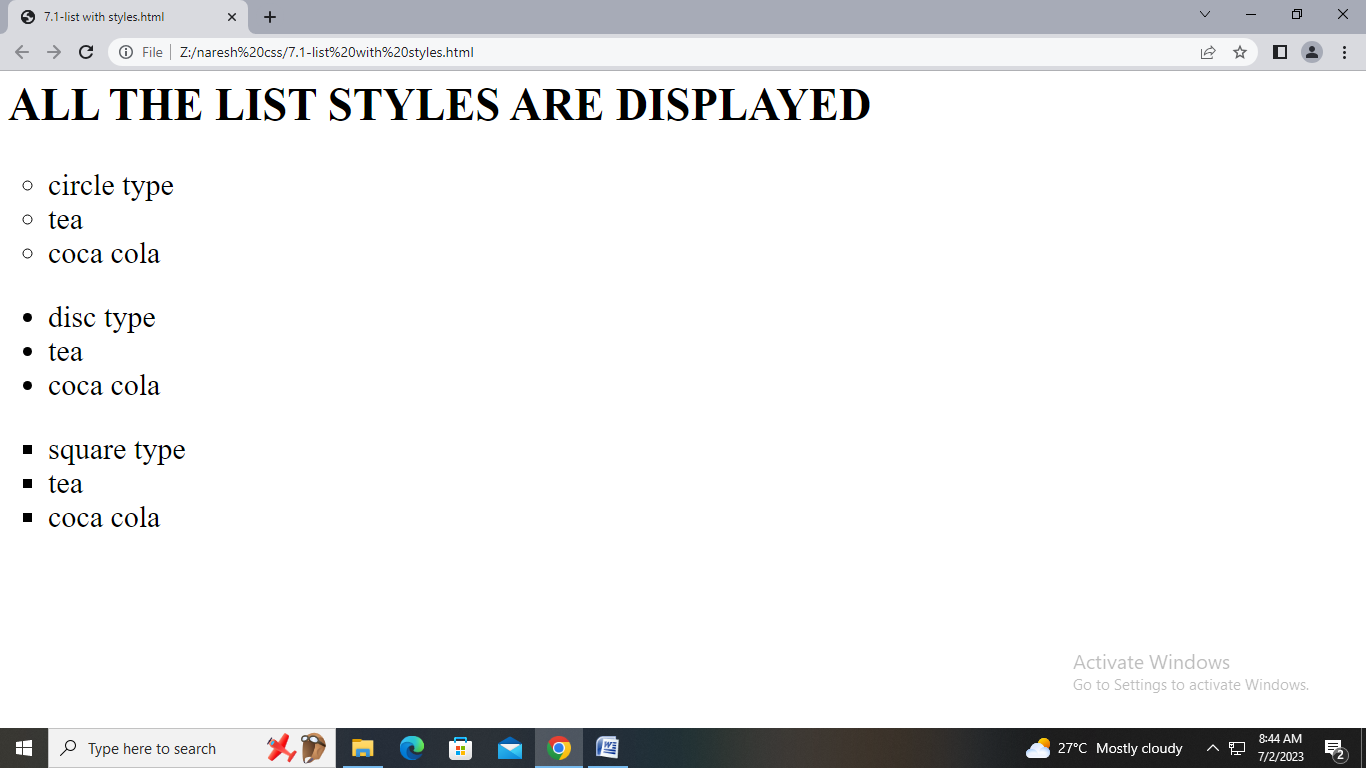 7.1-list with styles.html
File
Z:/naresh%20css/7.1-list%20with%20styles.html
ALL THE LIST STYLES ARE DISPLAYED
circle type
tea
coca cola
disc type
tea
coca cola
square type
tea
coca cola
Activate Windows
Go to Settings to activate Windows.
Type here to search
27°C Mostly cloudy
8:44 AM
7/2/2023
2